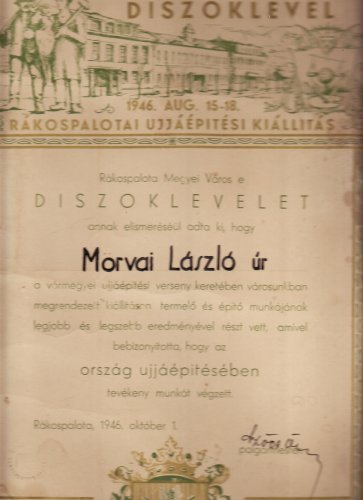 DISZOKLEVÉL
1946. AUG. 15-18.
RÁKOSPALOTAI UJJÁÉPITÉSI KIÁLLITÁS
Rákospalota Megyei Város e
DISZOKLEVELET
annak elismeréséül adta ki, hogy
Morvai László úr
a vármegyei ujjáépítési verseny keretében városunkban
megrendezett kiállitáson termelő és épitő munkájának
legjobb és legszebb eredményével részt vett, amivel
bebizonyitotta, hogy az
ország ujjáépitésében
tevékeny munkát végzett.
Rákospalota, 1946. október 1.
polgármester